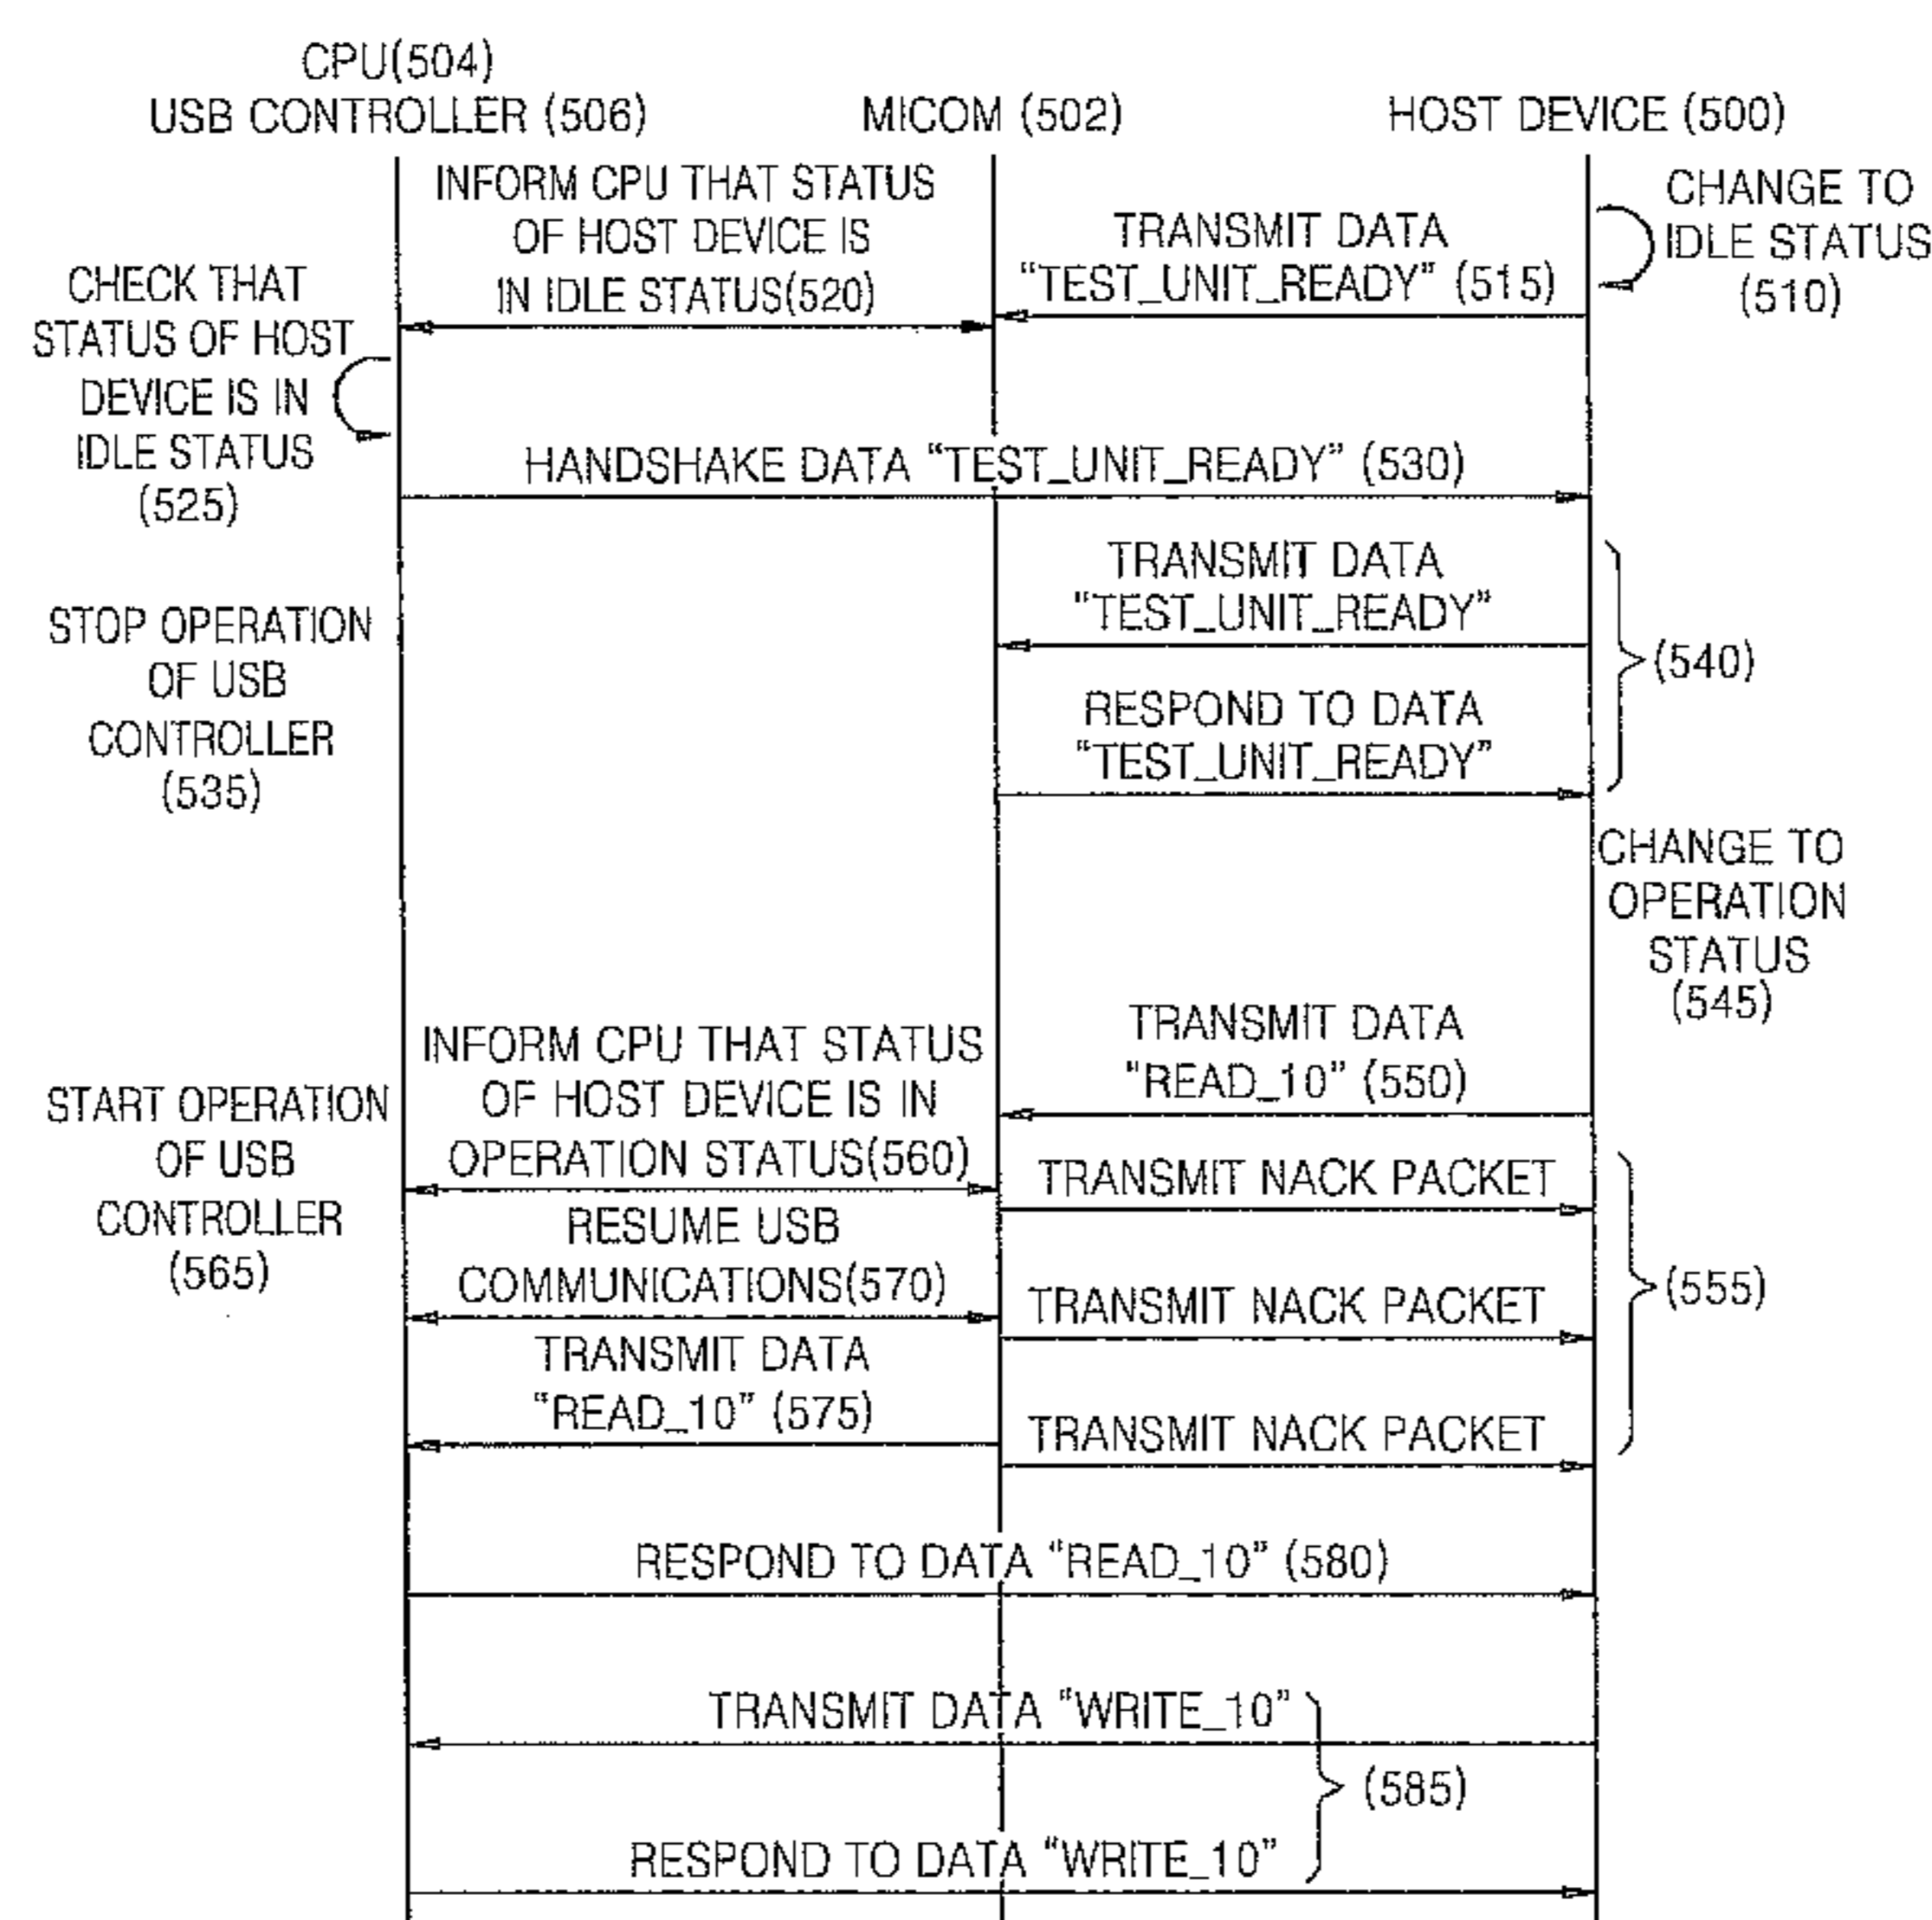 CPU(504)
USB CONTROLLER (506)
MICOM (502)
HOST DEVICE (500)
INFORM CPU THAT STATUS
OF HOST DEVICE IS
IN IDLE STATUS(520)
TRANSMIT DATA
"TEST_UNIT_READY" (515)
CHANGE TO
IDLE STATUS
(510)
CHECK THAT
STATUS OF HOST
DEVICE IS IN
IDLE STATUS
(525)
HANDSHAKE DATA "TEST_UNIT_READY" (530)
TRANSMIT DATA
"TEST_UNIT_READY"
(540)
STOP OPERATION
OF USB
CONTROLLER
(535)
RESPOND TO DATA
"TEST_UNIT_READY"
CHANGE TO
OPERATION
STATUS
(545)
TRANSMIT DATA
"READ_10" (550)
INFORM CPU THAT STATUS
OF HOST DEVICE IS IN
OPERATION STATUS(560)
START OPERATION
OF USB
CONTROLLER
(565)
TRANSMIT NACK PACKET
RESUME USB
COMMUNICATIONS(570)
TRANSMIT NACK PACKET
(555)
TRANSMIT DATA
"READ_10" (575)
TRANSMIT NACK PACKET
RESPOND TO DATA "READ_10" (580)
TRANSMIT DATA "WRITE_10"
(585)
RESPOND TO DATA "WRITE_10"